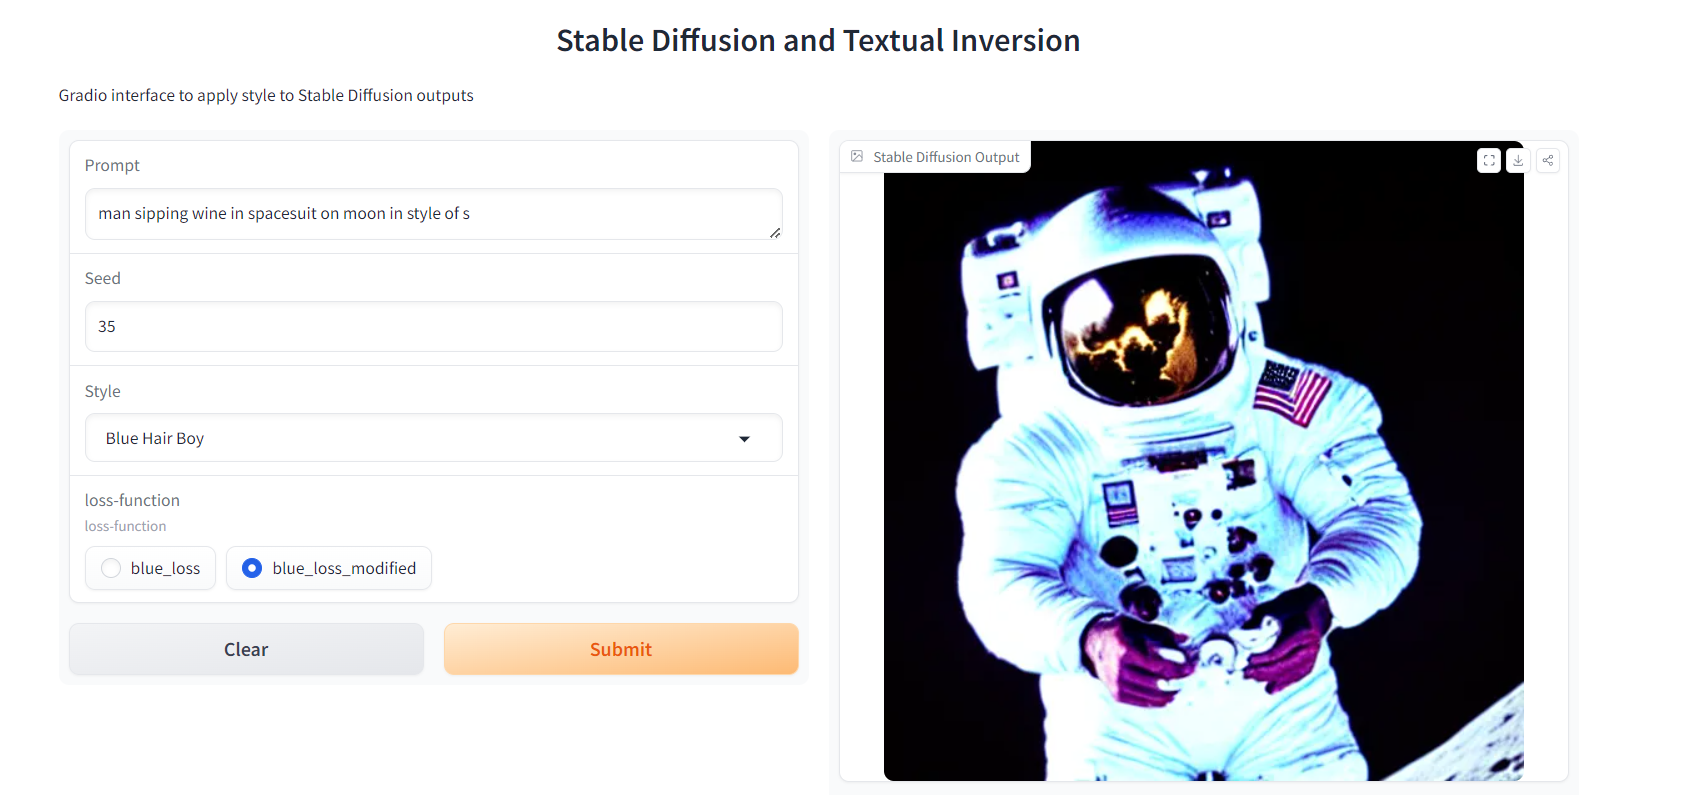 Stable Diffusion and Textual Inversion
Gradio interface to apply style to Stable Diffusion outputs
Prompt
man sipping wine in spacesuit on moon in style of s
Seed
35
Style
Blue Hair Boy
loss-function
loss-function
blue_loss
blue_loss_modified
Clear
Submit
Stable Diffusion Output